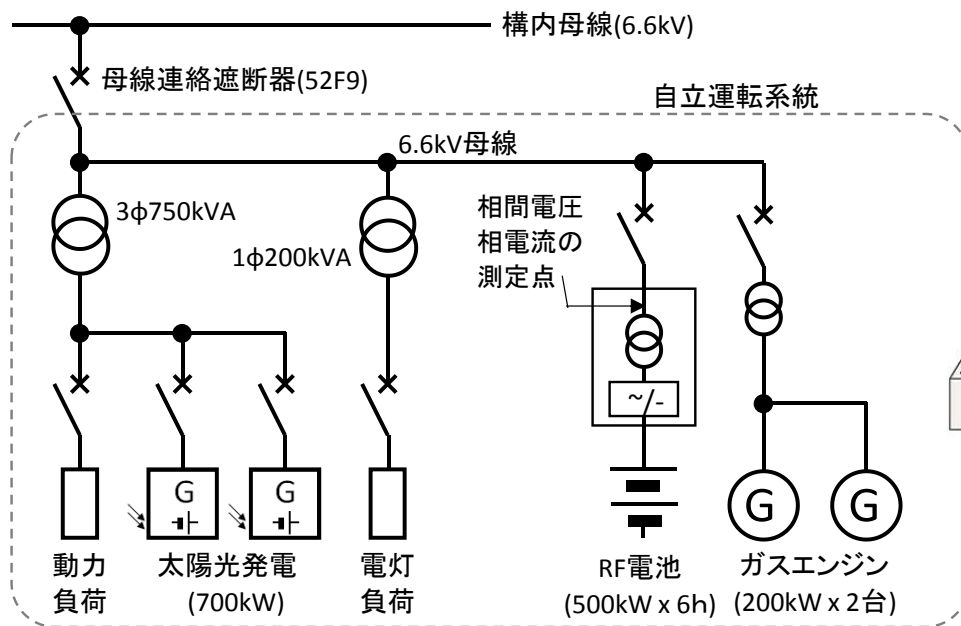 構内母線(6.6kV)
母線連絡遮断器(52F9)
自立運転系統
6.6kV母線
3φ750kVA
1φ200kVA
相間電圧
相電流の
測定点
~/-
G
G
G
G
動力
負荷
太陽光発電
(700kW)
電灯
負荷
RF電池
(500kW x 6h)
ガスエンジン
(200kW x 2台)